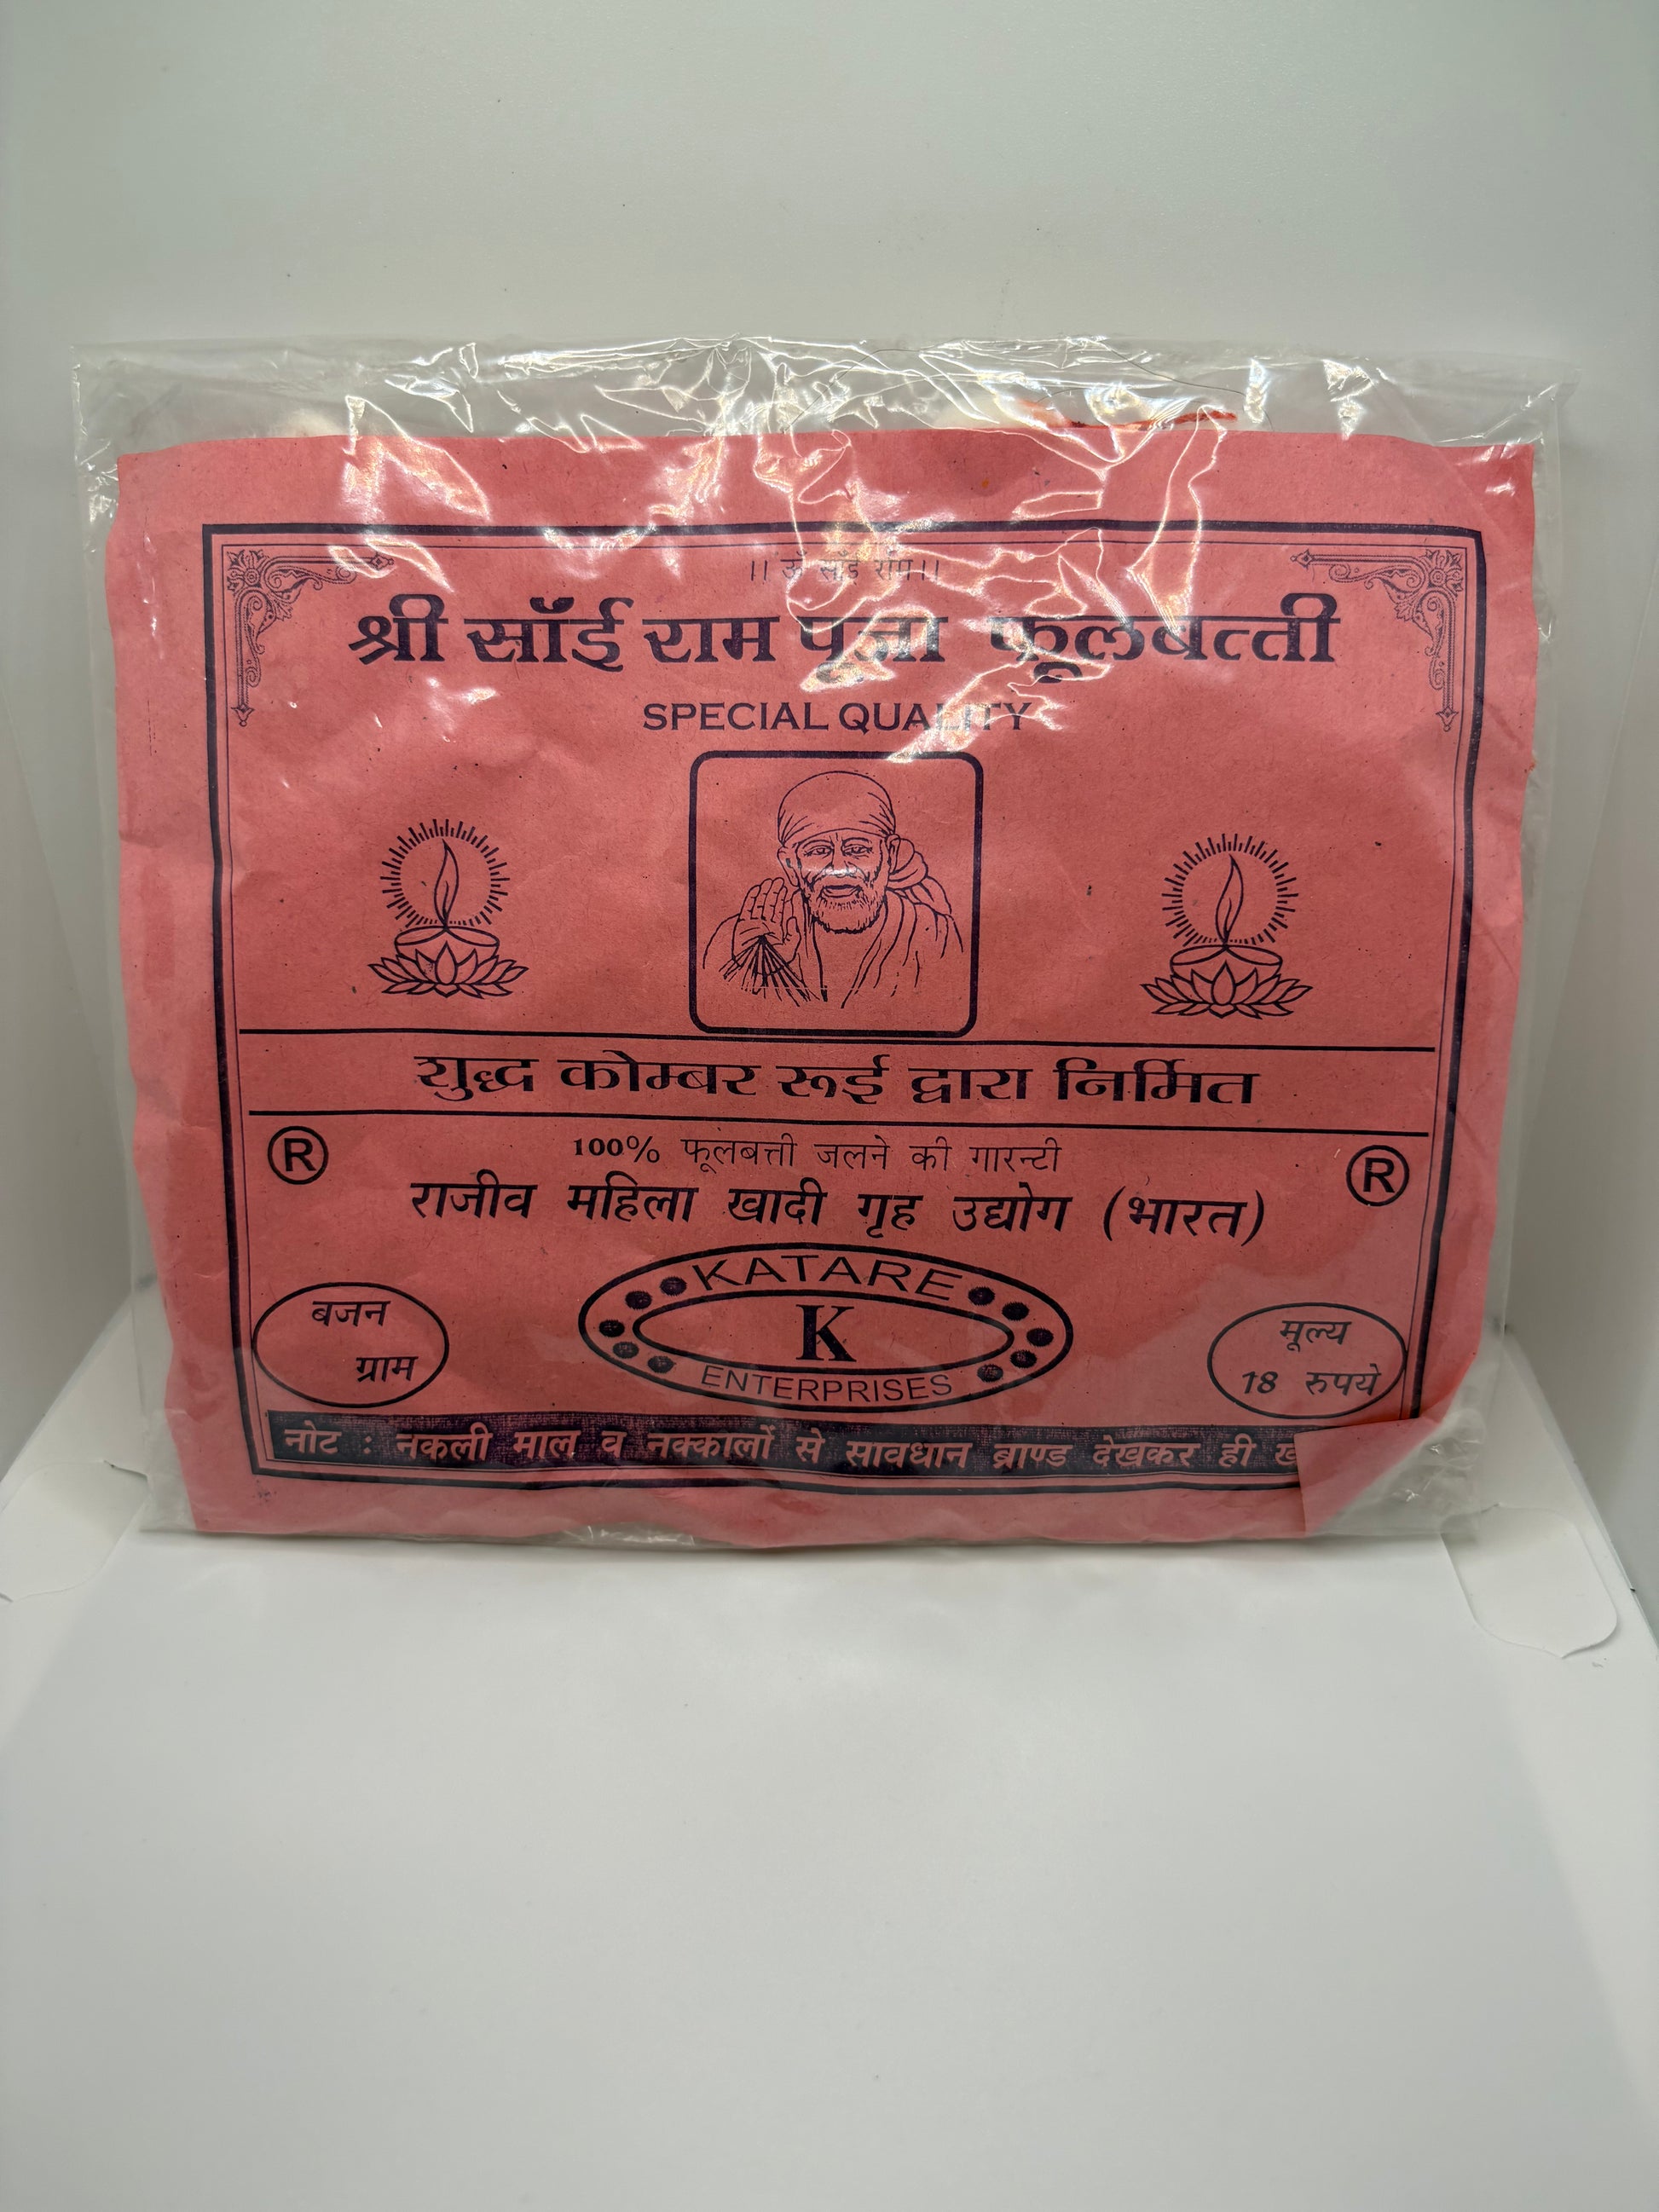 ।। ॐ सॉई राम।।
श्री सॉई राम पूजा फूलबत्ती
SPECIAL QUALITY
शुद्ध कोम्बर रूई द्वारा निर्मित
100% फूलबत्ती जलने की गारन्टी
® ®
राजीव महिला खादी गृह उद्योग (भारत)
KATARE
K
ENTERPRISES
बजन
ग्राम
मूल्य
18 रुपये
नोट : नकली माल व नक्कालों से सावधान ब्राण्ड देखकर ही